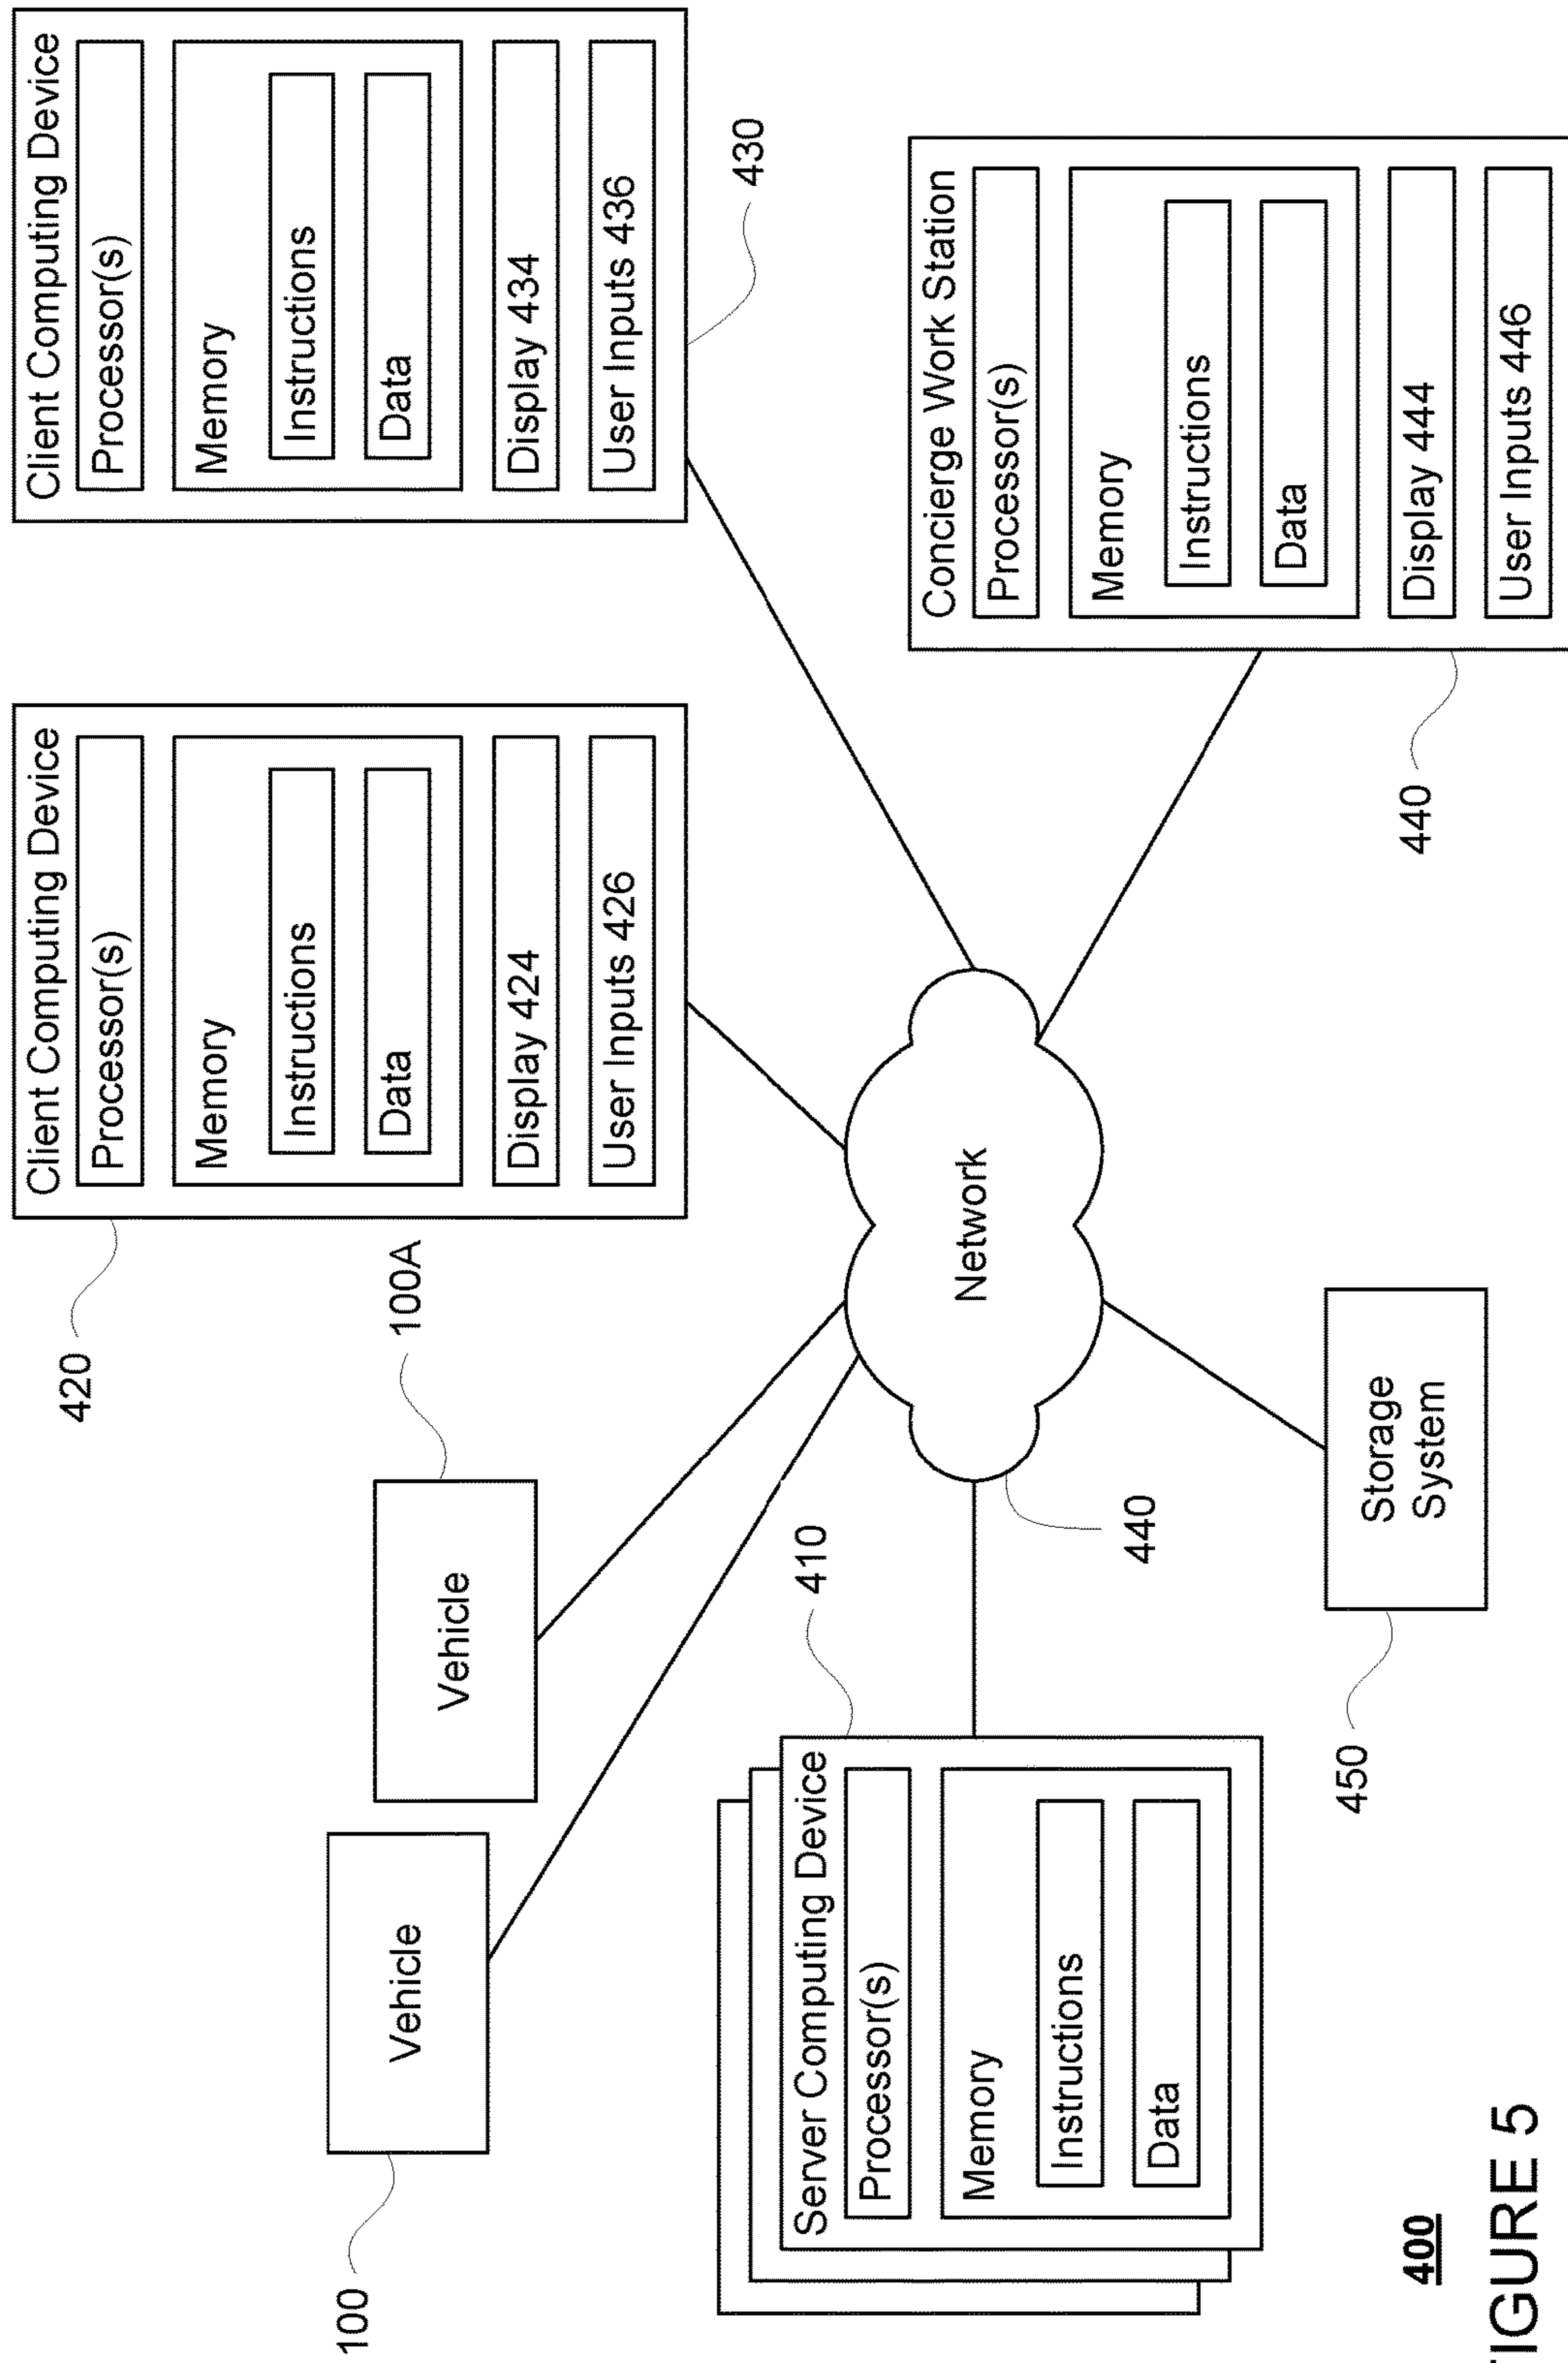 Client Computing Device
Processor(s)
Memory
Instructions
Data
Display 424
User Inputs 426
420
Client Computing Device
Processor(s)
Memory
Instructions
Data
Display 434
User Inputs 436
430
100
Vehicle
Vehicle
100A
Server Computing Device
Processor(s)
Memory
Instructions
Data
410
Network
440
Concierge Work Station
Processor(s)
Memory
Instructions
Data
Display 444
User Inputs 446
440
450
Storage
System
400
FIGURE 5